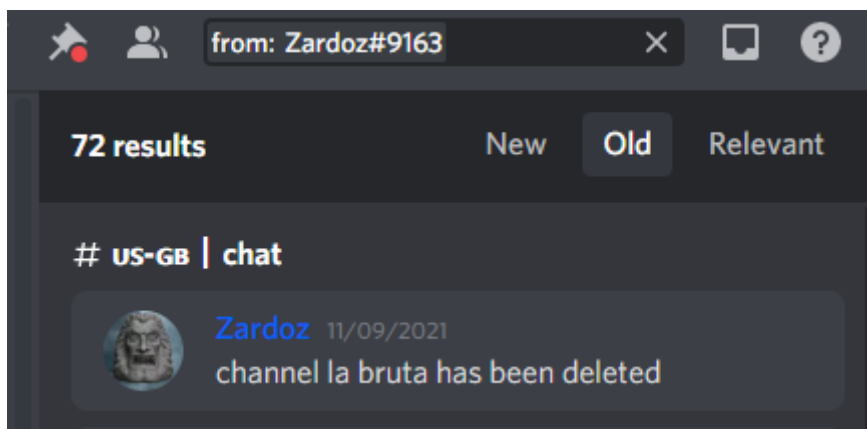 from: Zardoz#9163
72 results
New Old Relevant
# US-GB | chat
Zardoz 11/09/2021
channel la bruta has been deleted